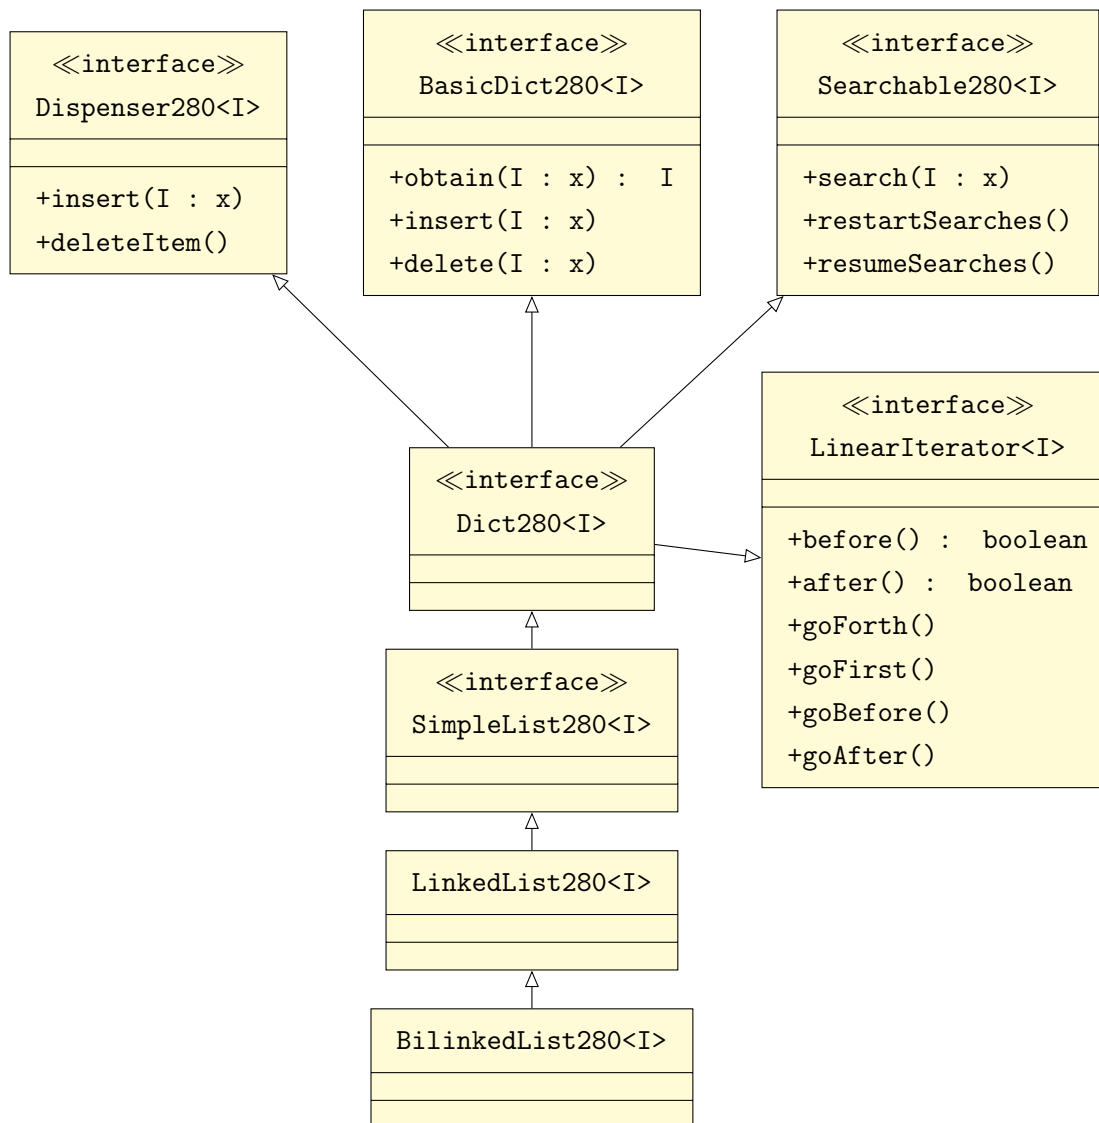 ≪interface≫
Dispenser280<I>
+insert(I : x)
+deleteItem()
≪interface≫
BasicDict280<I>
+obtain(I : x) : I
+insert(I : x)
+delete(I : x)
≪interface≫
Searchable280<I>
+search(I : x)
+restartSearches()
+resumeSearches()
≪interface≫
LinearIterator<I>
+before() : boolean
+after() : boolean
+goForth()
+goFirst()
+goBefore()
+goAfter()
≪interface≫
Dict280<I>
≪interface≫
SimpleList280<I>
LinkedList280<I>
BilinkedList280<I>